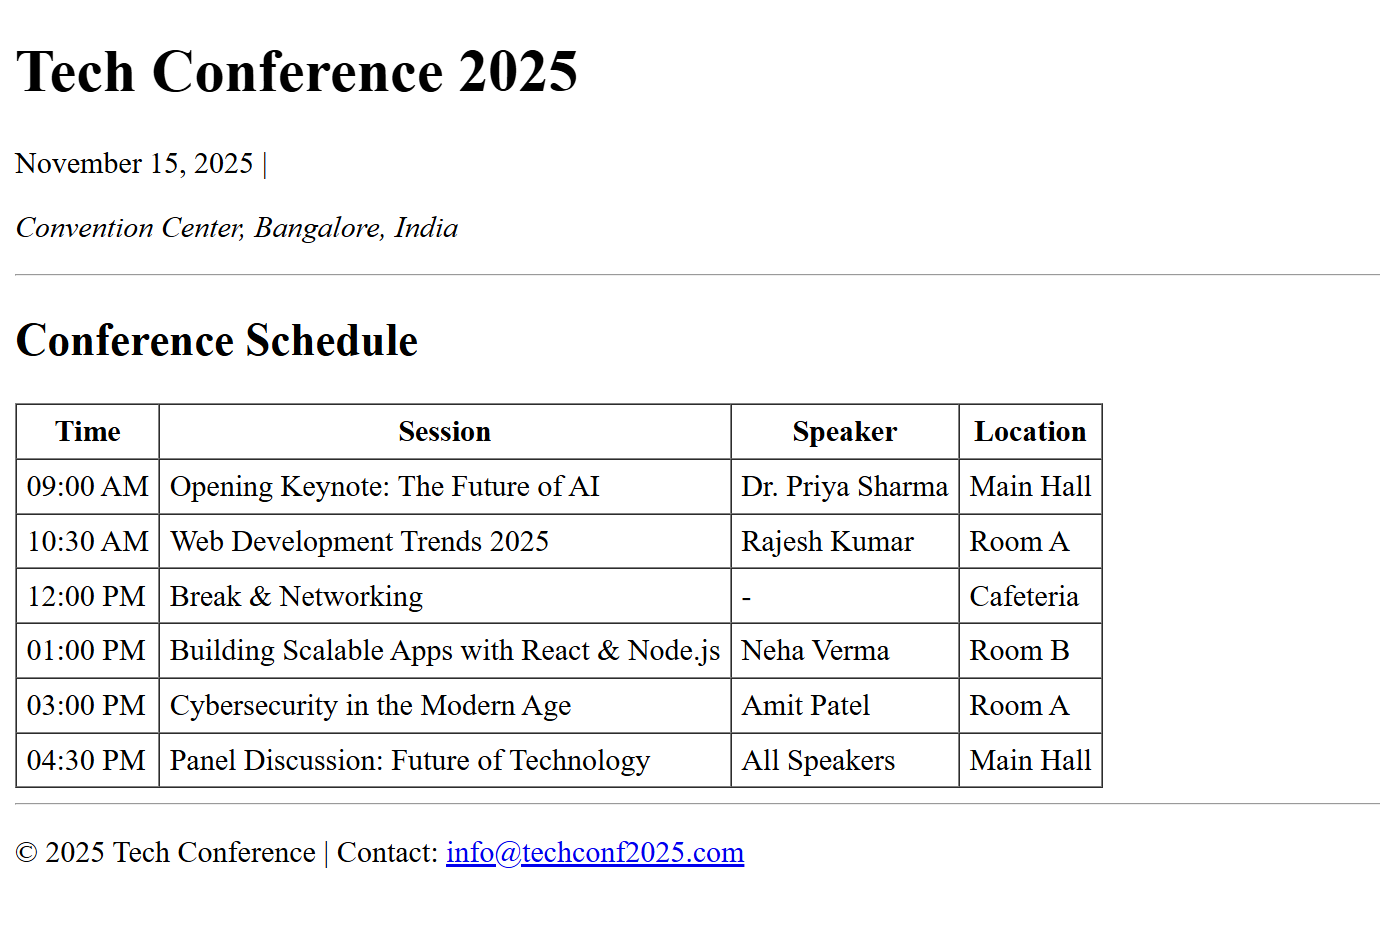 Tech Conference 2025
November 15, 2025 |
Convention Center, Bangalore, India
Conference Schedule
Time Session Speaker Location
09:00 AM Opening Keynote: The Future of AI Dr. Priya Sharma Main Hall
10:30 AM Web Development Trends 2025 Rajesh Kumar Room A
12:00 PM Break & Networking - Cafeteria
01:00 PM Building Scalable Apps with React & Node.js Neha Verma Room B
03:00 PM Cybersecurity in the Modern Age Amit Patel Room A
04:30 PM Panel Discussion: Future of Technology All Speakers Main Hall
© 2025 Tech Conference | Contact: info@techconf2025.com